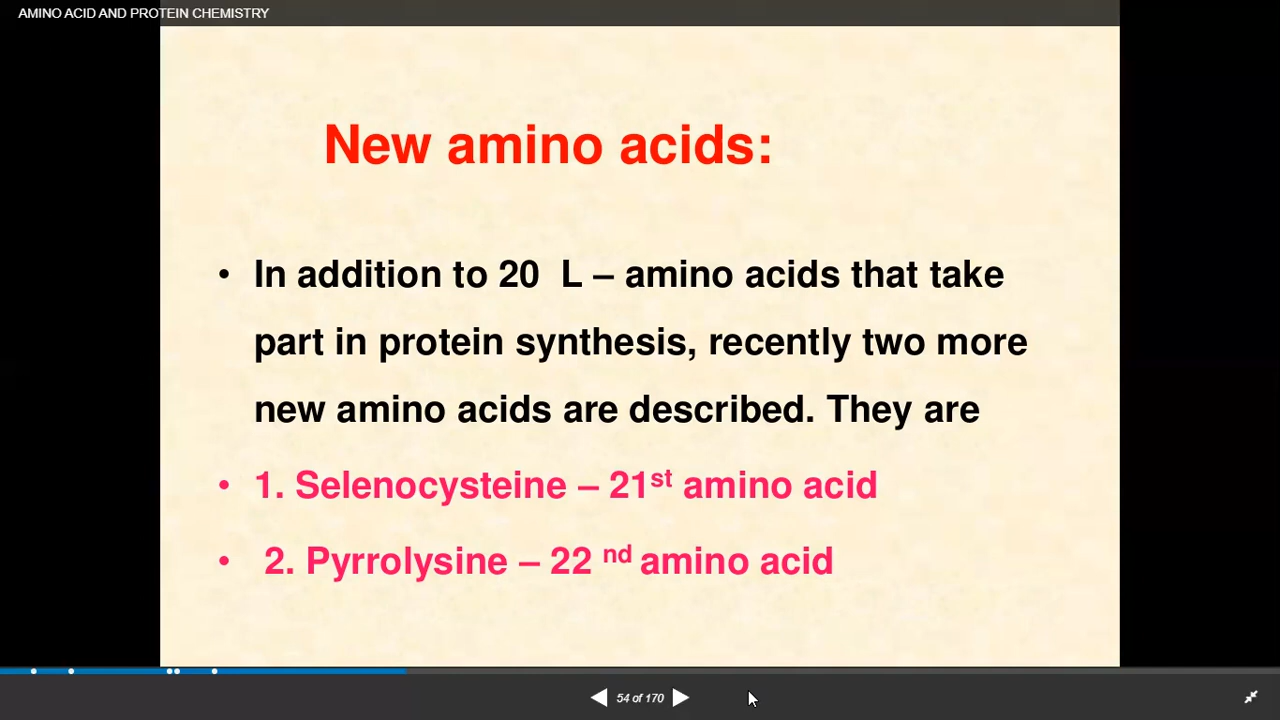 AMINO ACID AND PROTEIN CHEMISTRY
New amino acids:
• In addition to 20  L – amino acids that take
part in protein synthesis, recently two more
new amino acids are described. They are
• 1. Selenocysteine – 21st amino acid
• 2. Pyrrolysine – 22 nd amino acid
54 of 170